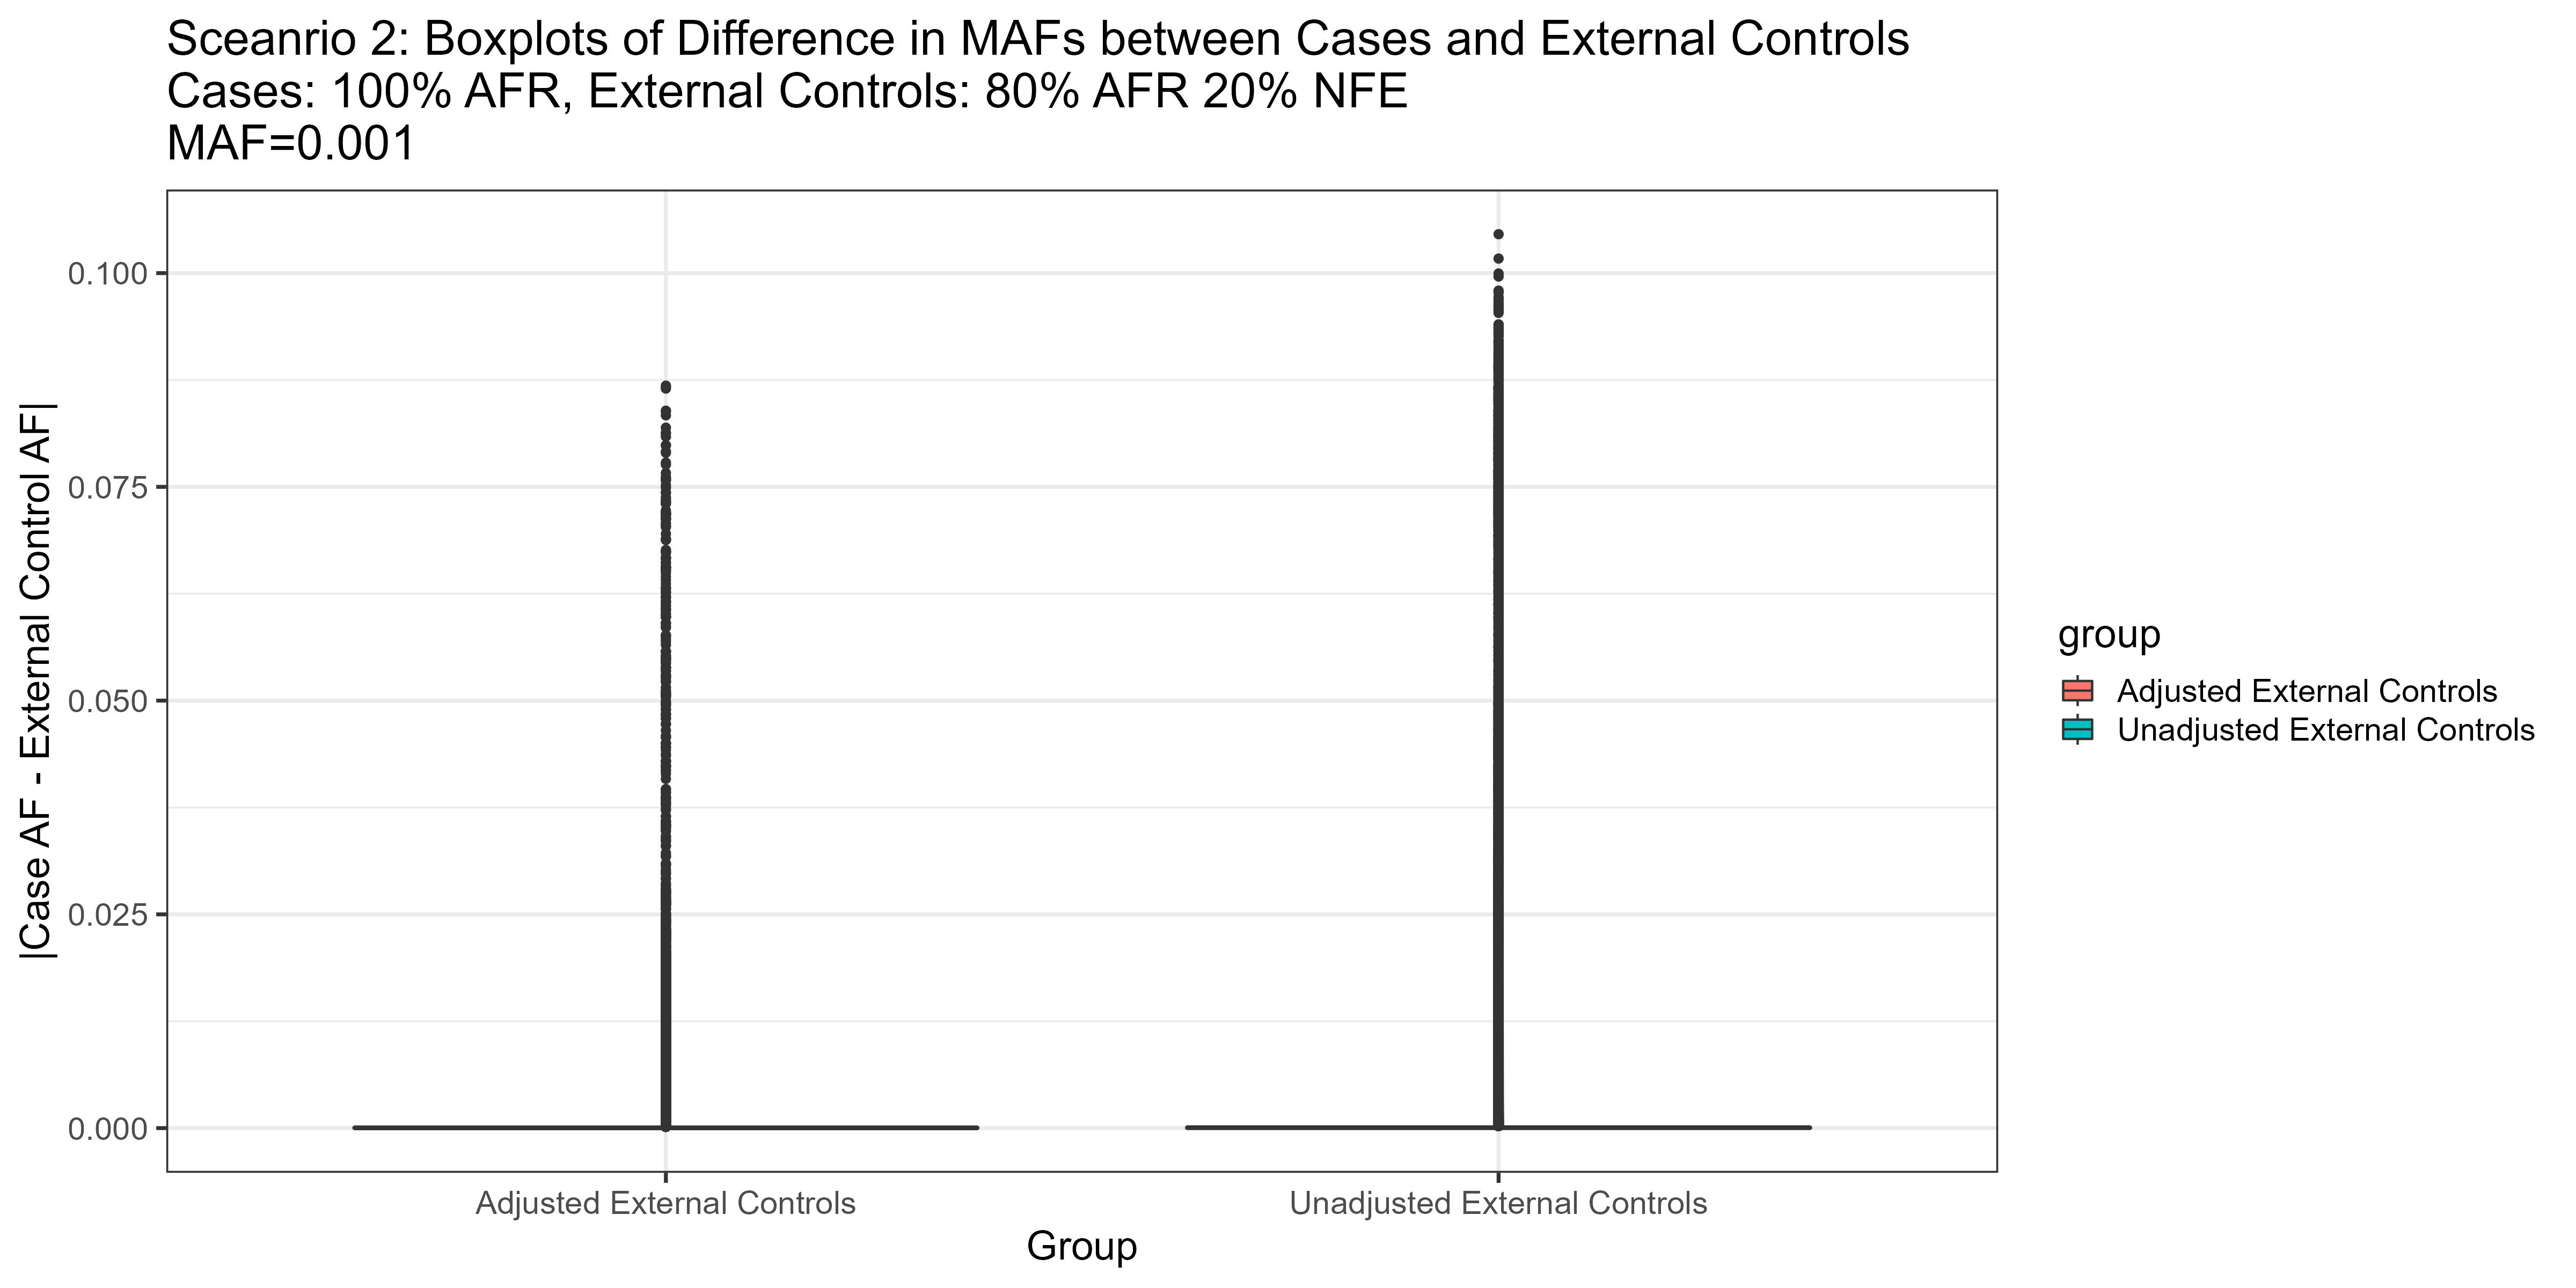 Sceanrio 2: Boxplots of Difference in MAFs between Cases and External Controls
Cases: 100% AFR, External Controls: 80% AFR 20% NFE
MAF=0.001
|Case AF - External Control AF|
0.100
0.075
0.050
0.025
0.000
Adjusted External Controls
Unadjusted External Controls
Group
group
Adjusted External Controls
Unadjusted External Controls